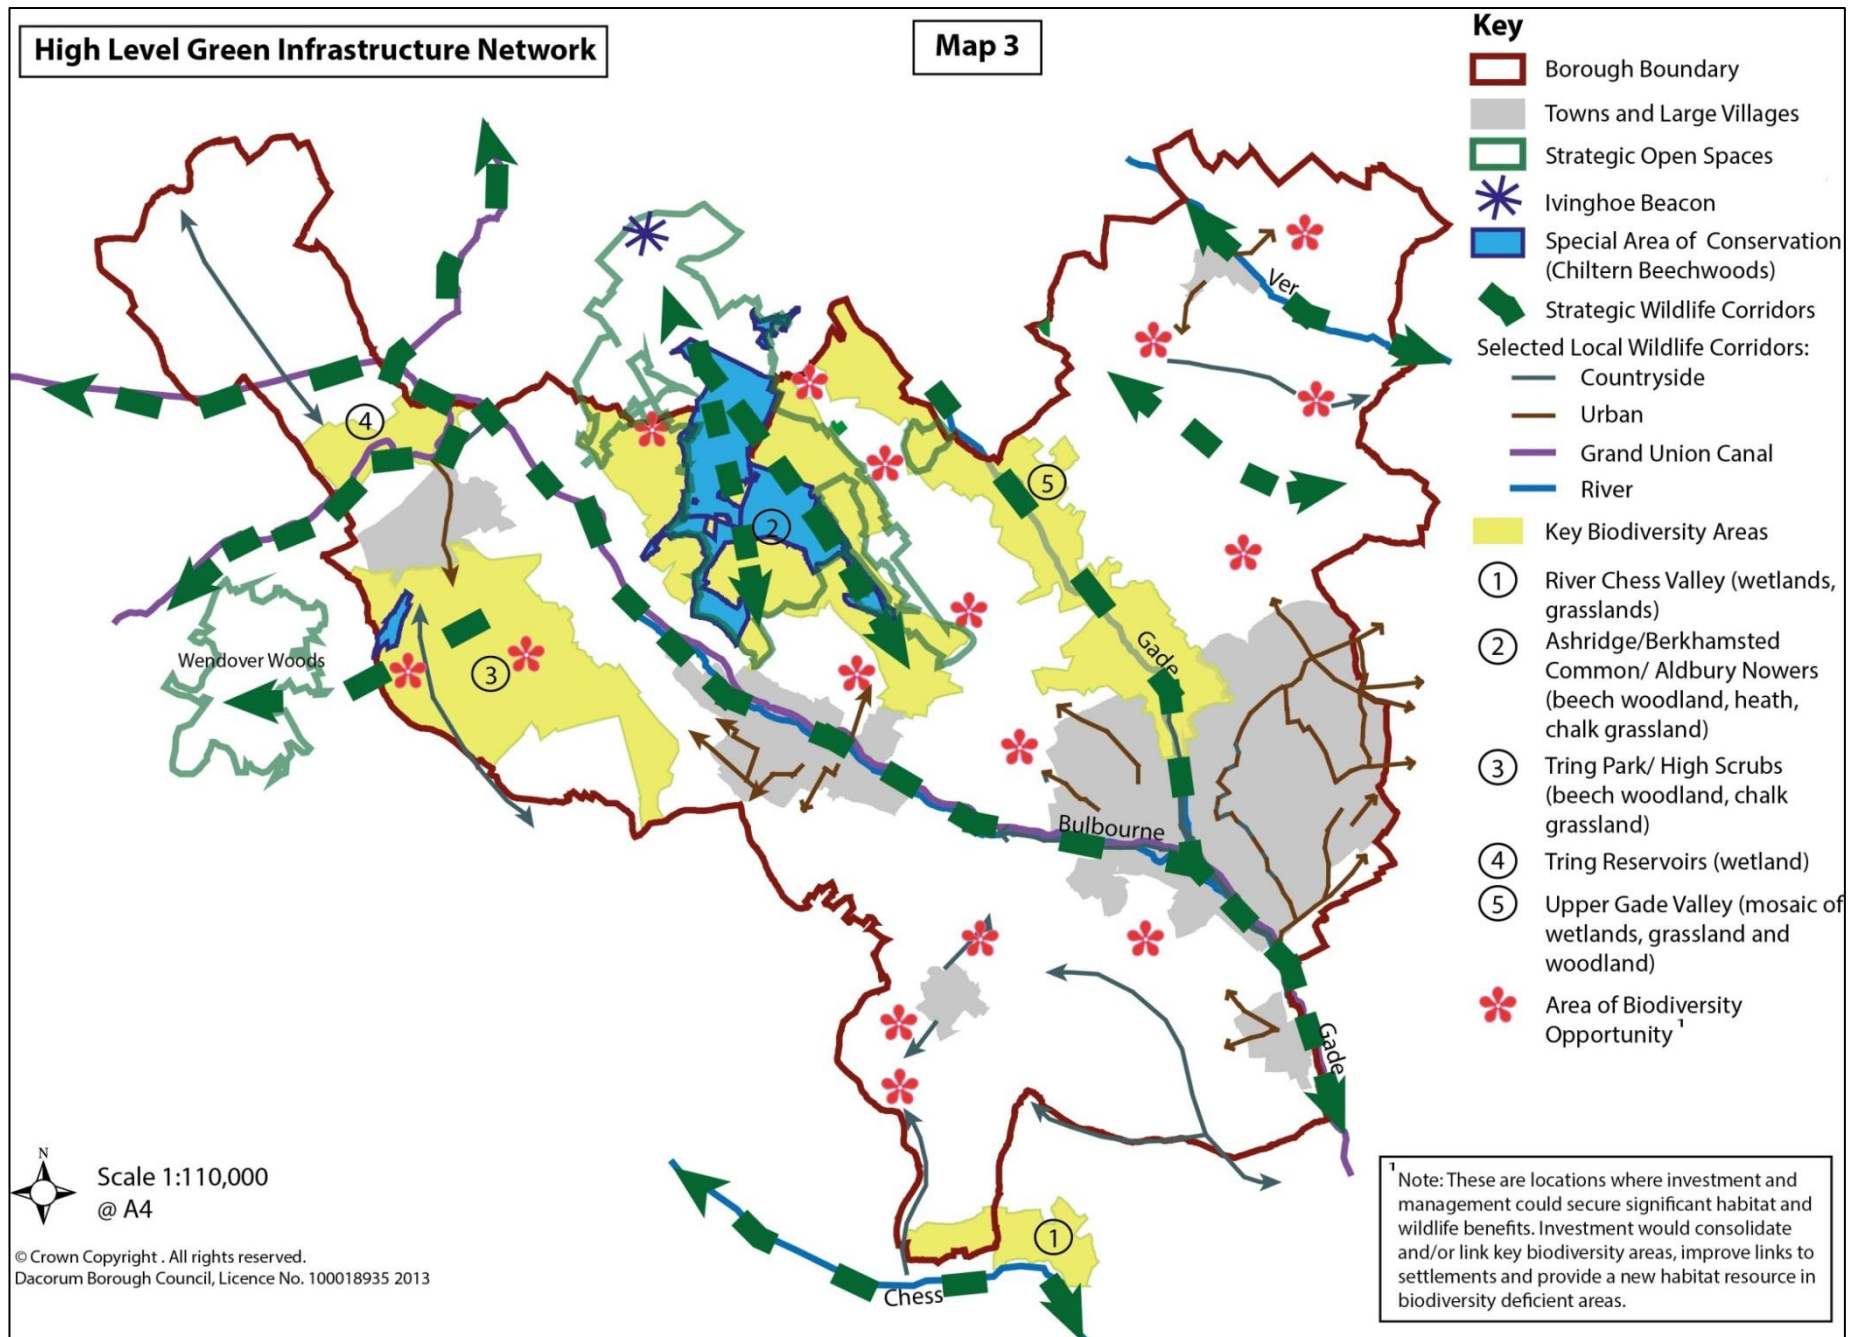 High Level Green Infrastructure Network
Map 3
Key
Borough Boundary
Towns and Large Villages
Strategic Open Spaces
Ivinghoe Beacon
Special Area of Conservation
(Chiltern Beechwoods)
Strategic Wildlife Corridors
Selected Local Wildlife Corridors:
Countryside
Urban
Grand Union Canal
River
Key Biodiversity Areas
1 River Chess Valley (wetlands,
grasslands)
2 Ashridge/Berkhamsted
Common/ Aldbury Nowers
(beech woodland, heath,
chalk grassland)
3 Tring Park/ High Scrubs
(beech woodland, chalk
grassland)
4 Tring Reservoirs (wetland)
5 Upper Gade Valley (mosaic of
wetlands, grassland and
woodland)
Area of Biodiversity
Opportunity 1
Ver
4
5
2
Gade
Wendover Woods
3
Bulbourne
Gade
1
Chess
N
Scale 1:110,000
@ A4
© Crown Copyright . All rights reserved.
Dacorum Borough Council, Licence No. 100018935 2013
1 Note: These are locations where investment and
management could secure significant habitat and
wildlife benefits. Investment would consolidate
and/or link key biodiversity areas, improve links to
settlements and provide a new habitat resource in
biodiversity deficient areas.